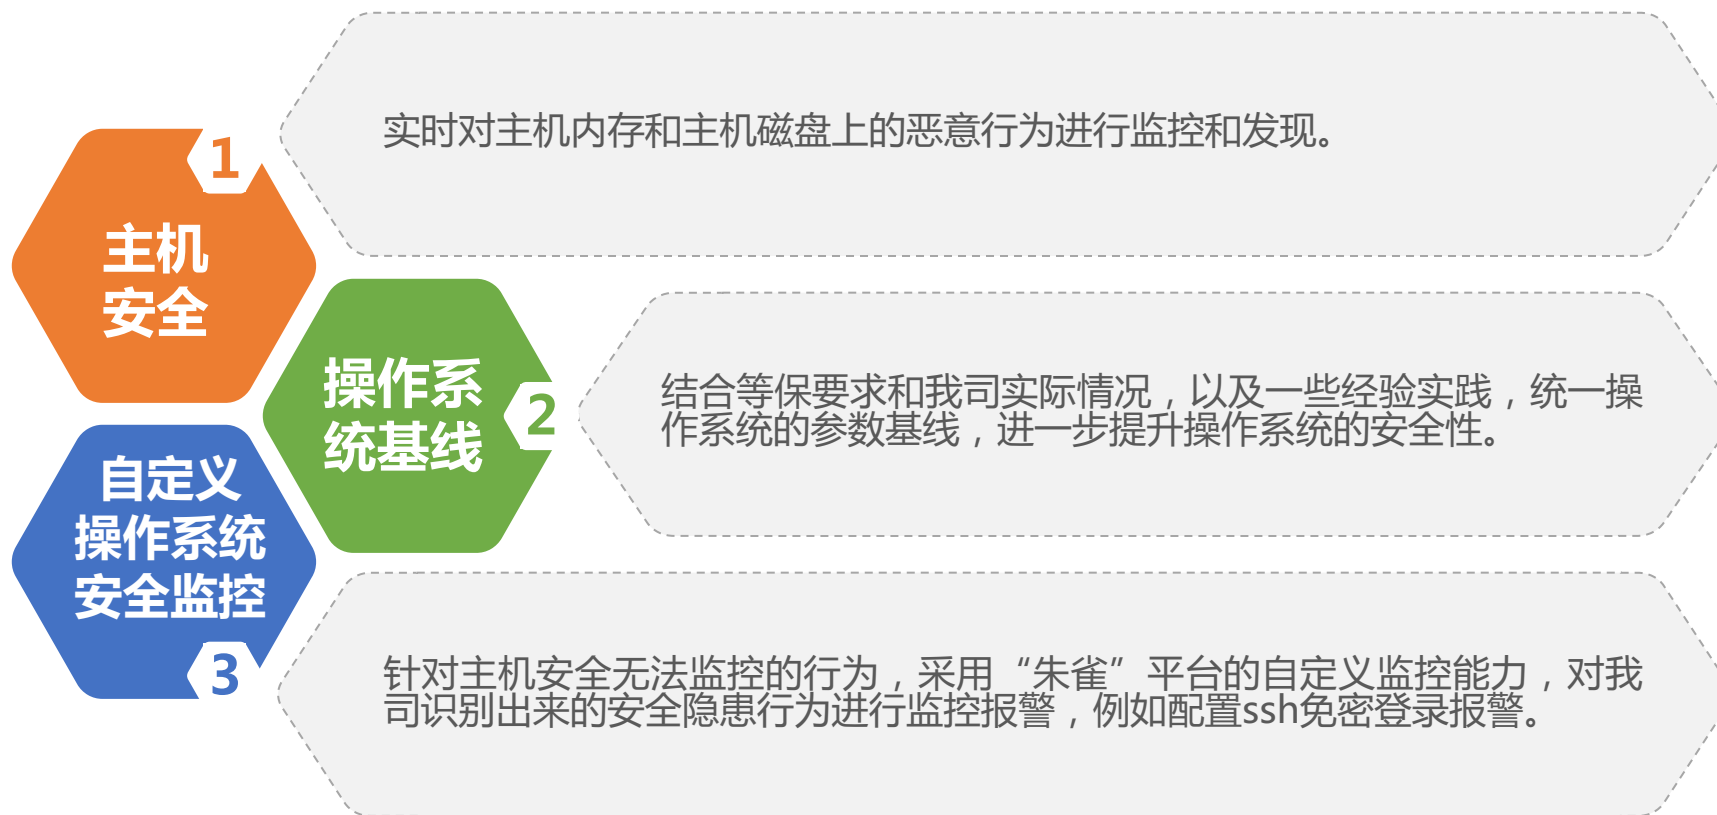 1
主机
安全
实时对主机内存和主机磁盘上的恶意行为进行监控和发现。
操作系
统基线
2
结合等保要求和我司实际情况，以及一些经验实践，统一操
作系统的参数基线，进一步提升操作系统的安全性。
自定义
操作系统
安全监控
3
针对主机安全无法监控的行为，采用“朱雀”平台的自定义监控能力，对我
司识别出来的安全隐患行为进行监控报警，例如配置ssh免密登录报警。